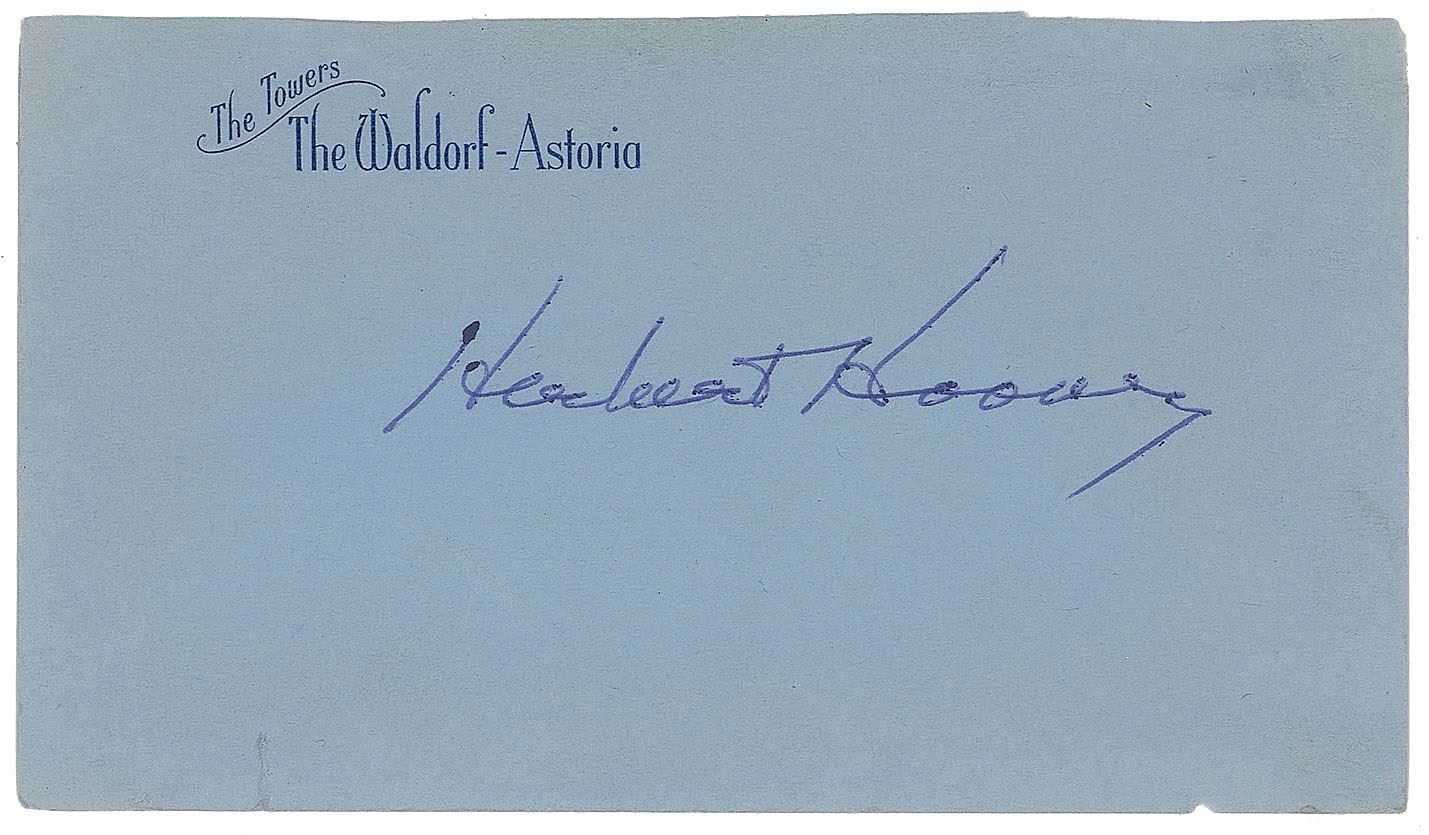 The Towers
The Waldorf-Astoria
Herbert Hoover